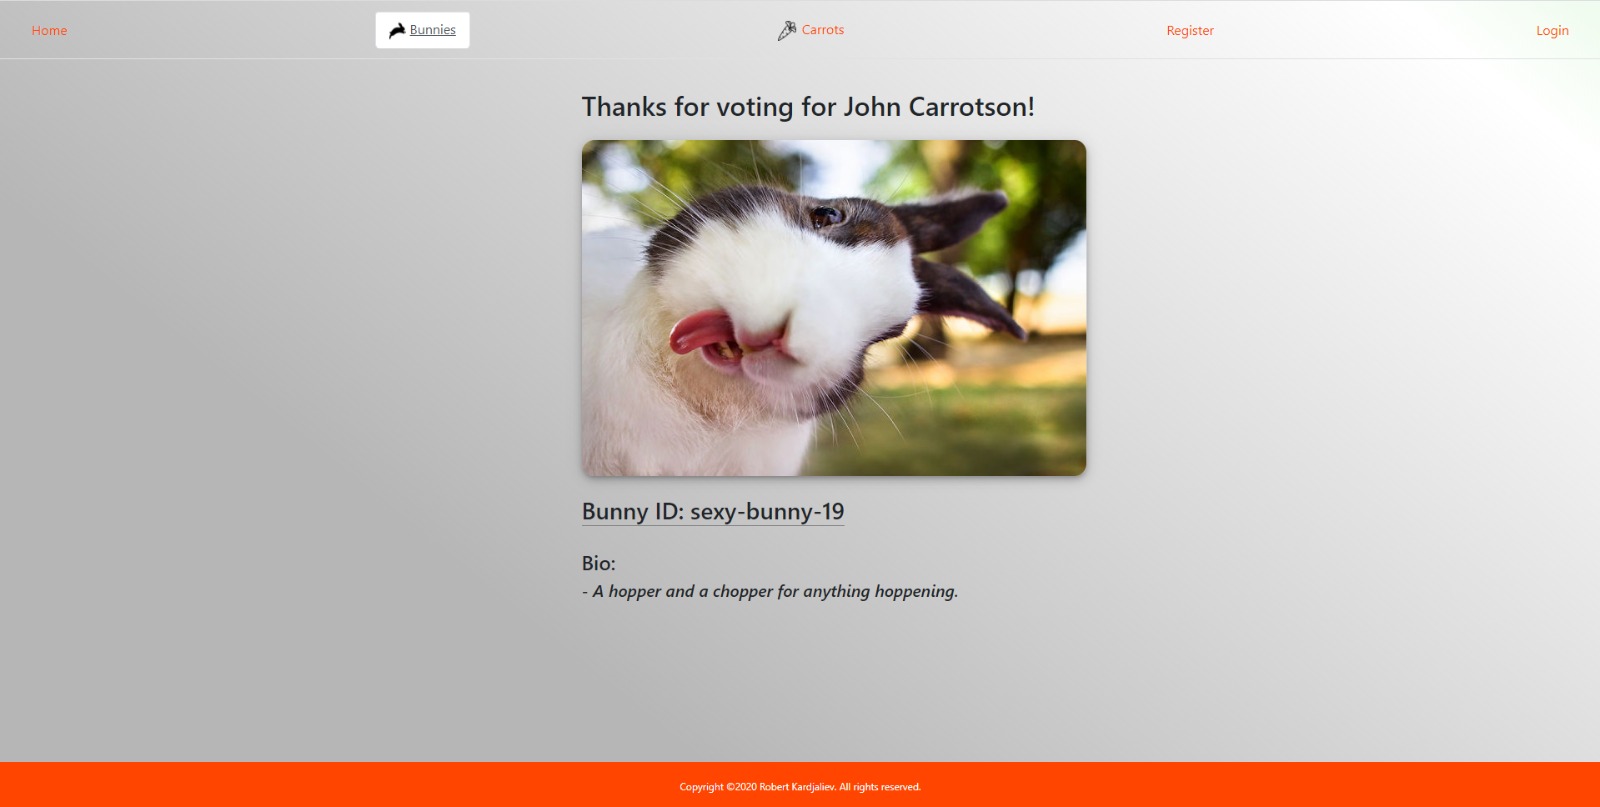 Home
Bunnies
Carrots
Register
Login
Thanks for voting for John Carrotson!
Bunny ID: sexy-bunny-19
Bio:
- A hopper and a chopper for anything hoppening.
Copyright ©2020 Robert Kardjaliev. All rights reserved.